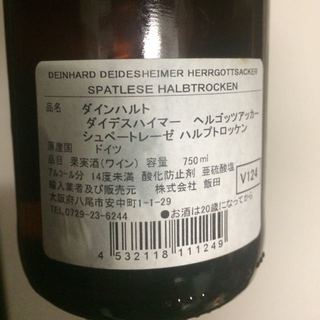 DEINHARD DEIDESHEIMER HERRGOTTSACKER
SPATLESE HALBTROCKEN
品名 ダインハルト
ダイデスハイマー ヘルゴッツアッカー
シュペートレーゼ ハルプトロッケン
原産国 ドイツ
品目 果実酒(ワイン) 容量 750ml
アルコール分 14度未満 酸化防止剤 亜硫酸塩
輸入業者及び販売元 株式会社 飯田
大阪府八尾市安中町1-1-29
TEL.0729-23-6244
V124
●お酒は20歳になってから
4 532118 111249